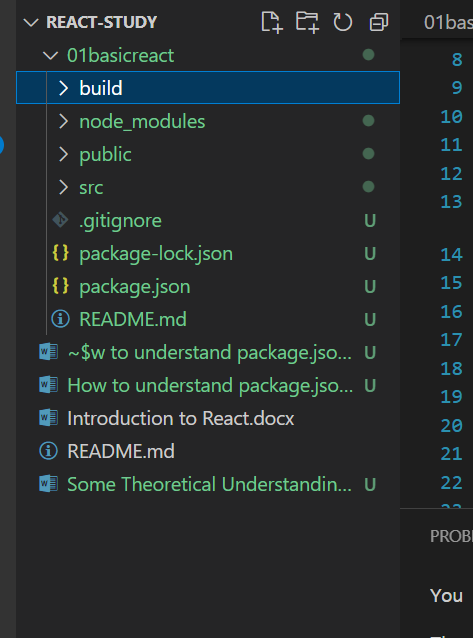 REACT-STUDY
01bas
01basicreact
build
node_modules
public
src
.gitignore U
{} package-lock.json U
{} package.json U
README.md U
~$w to understand package.jso... U
How to understand package.jso... U
Introduction to React.docx
README.md
Some Theoretical Understandin... U
8
9
10
11
12
13
14
15
16
17
18
19
20
21
22
PROB
You